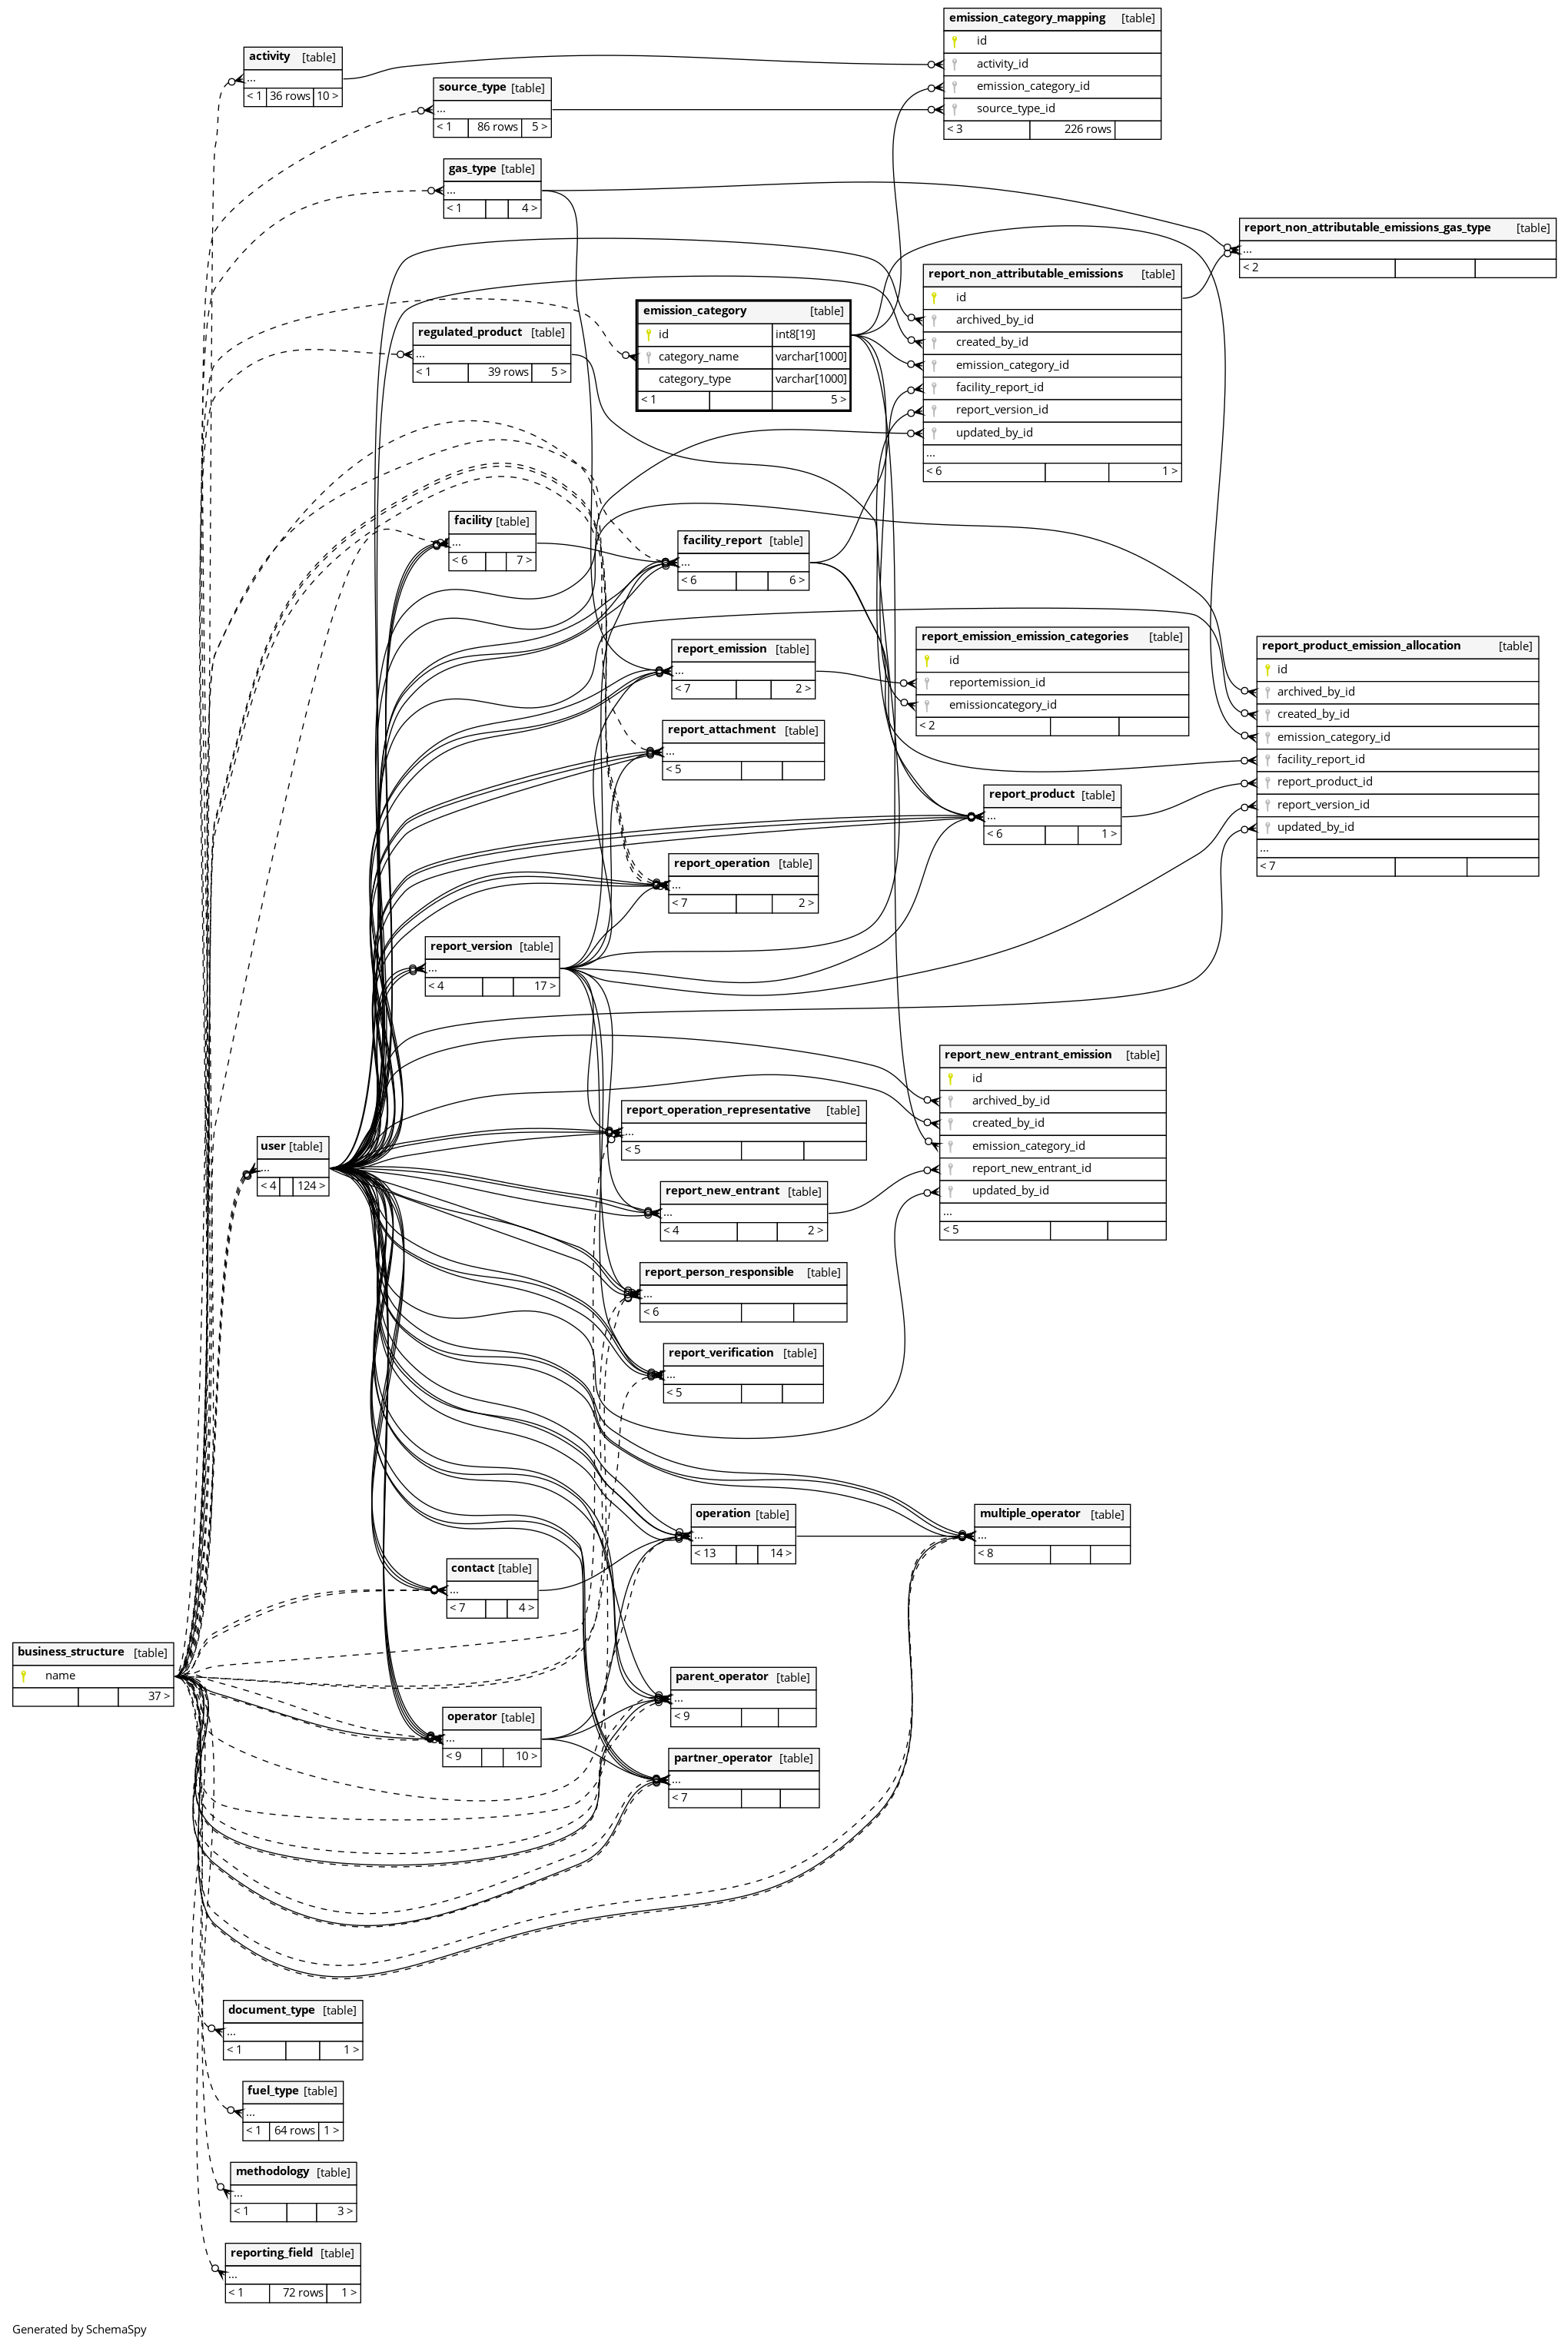 emission_category_mapping [table]
id
activity_id
emission_category_id
source_type_id
< 3 226 rows
activity [table]
...
< 1 36 rows 10 >
source_type [table]
...
< 1 86 rows 5 >
gas_type [table]
...
< 1 4 >
report_non_attributable_emissions_gas_type [table]
...
< 2
report_non_attributable_emissions [table]
id
archived_by_id
created_by_id
emission_category_id
facility_report_id
report_version_id
updated_by_id
...
< 6 1 >
emission_category [table]
id int8[19]
category_name varchar[1000]
category_type varchar[1000]
< 1 5 >
regulated_product [table]
...
< 1 39 rows 5 >
facility [table]
...
< 6 7 >
facility_report [table]
...
< 6 6 >
report_emission_emission_categories [table]
id
reportemission_id
emissioncategory_id
< 2
report_product_emission_allocation [table]
id
archived_by_id
created_by_id
emission_category_id
facility_report_id
report_product_id
report_version_id
updated_by_id
...
< 7
report_emission [table]
...
< 7 2 >
report_attachment [table]
...
< 5
report_product [table]
...
< 6 1 >
report_operation [table]
...
< 7 2 >
report_version [table]
...
< 4 17 >
report_new_entrant_emission [table]
id
archived_by_id
created_by_id
emission_category_id
report_new_entrant_id
updated_by_id
...
< 5
report_operation_representative [table]
...
< 5
user [table]
...
< 4 124 >
report_new_entrant [table]
...
< 4 2 >
report_person_responsible [table]
...
< 6
report_verification [table]
...
< 5
operation [table]
...
< 13 14 >
multiple_operator [table]
...
< 8
contact [table]
...
< 7 4 >
business_structure [table]
name
37 >
parent_operator [table]
...
< 9
operator [table]
...
< 9 10 >
partner_operator [table]
...
< 7
document_type [table]
...
< 1 1 >
fuel_type [table]
...
< 1 64 rows 1 >
methodology [table]
...
< 1 3 >
reporting_field [table]
...
< 1 72 rows 1 >
Generated by SchemaSpy